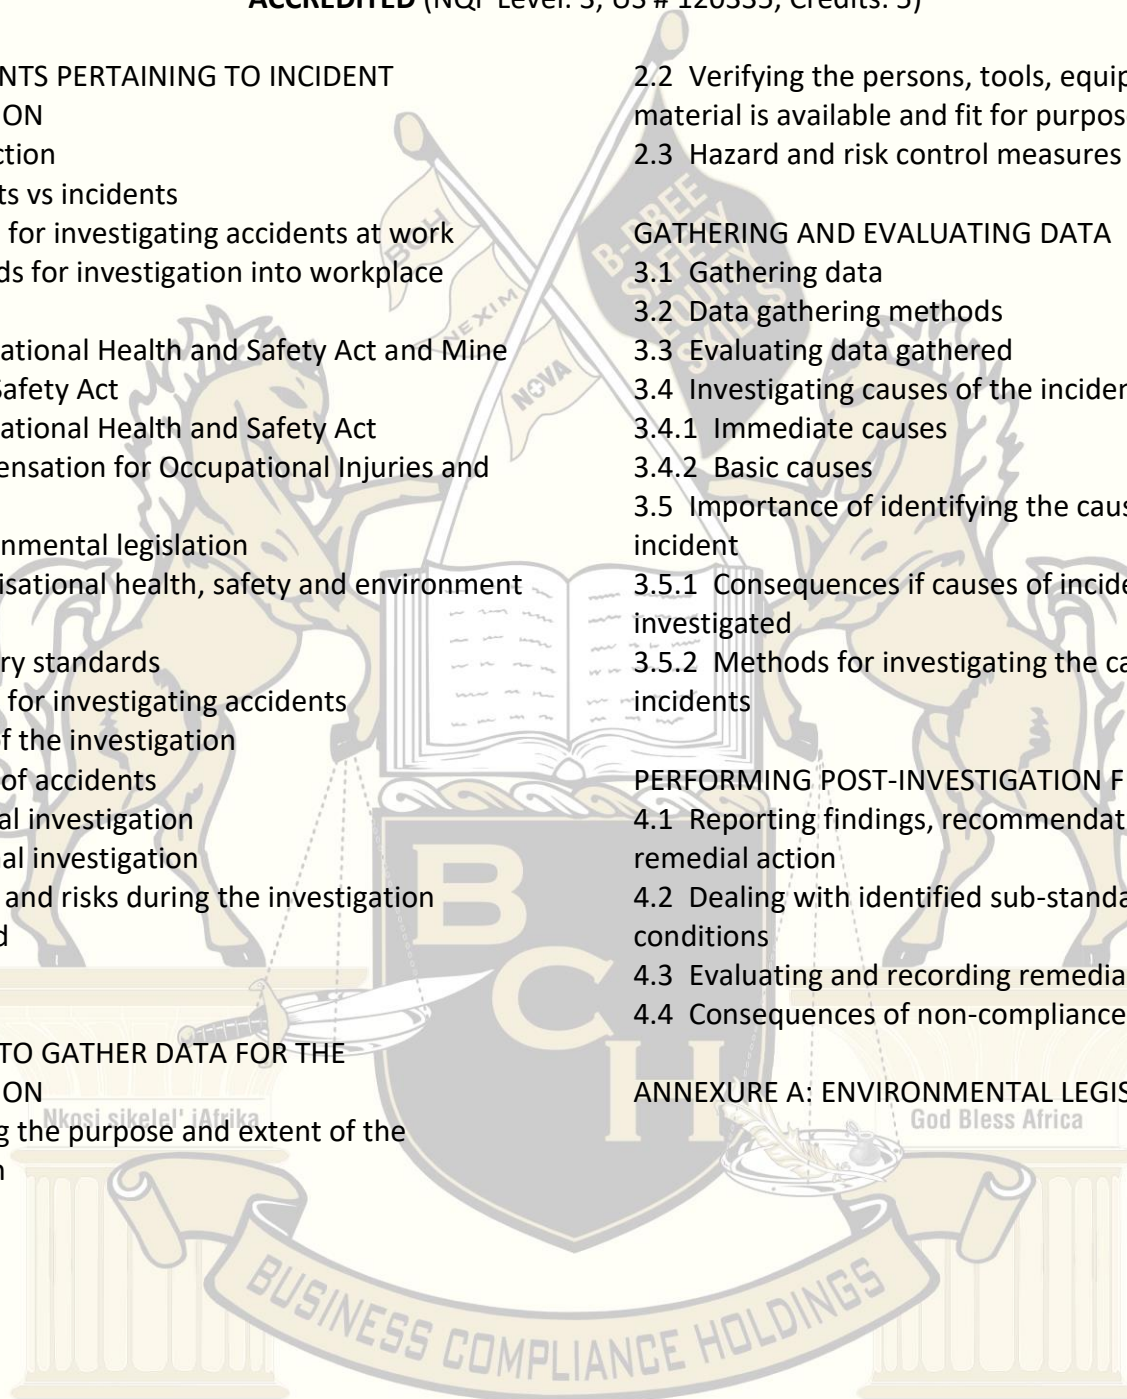 ACCREDITED (NQF Level: 3, US # 120335, Credits: 5)
NTS PERTAINING TO INCIDENT
ON
ction
ts vs incidents
for investigating accidents at work
ds for investigation into workplace
ational Health and Safety Act and Mine
Safety Act
ational Health and Safety Act
ensation for Occupational Injuries and
nmental legislation
isational health, safety and environment
ry standards
for investigating accidents
f the investigation
of accidents
al investigation
al investigation
and risks during the investigation
d
TO GATHER DATA FOR THE
ON
g the purpose and extent of the
n
2.2 Verifying the persons, tools, equip
material is available and fit for purpos
2.3 Hazard and risk control measures
GATHERING AND EVALUATING DATA
3.1 Gathering data
3.2 Data gathering methods
3.3 Evaluating data gathered
3.4 Investigating causes of the inciden
3.4.1 Immediate causes
3.4.2 Basic causes
3.5 Importance of identifying the caus
incident
3.5.1 Consequences if causes of incide
investigated
3.5.2 Methods for investigating the ca
incidents
PERFORMING POST-INVESTIGATION F
4.1 Reporting findings, recommendat
remedial action
4.2 Dealing with identified sub-standa
conditions
4.3 Evaluating and recording remedia
4.4 Consequences of non-compliance
ANNEXURE A: ENVIRONMENTAL LEGIS
BCH
NEXIM
NOVA
B-BBEE
SAFETY
EQUITY
SKILLS
B
C
H
Nkosi sikelel' iAfrika
God Bless Africa
BUSINESS COMPLIANCE HOLDINGS